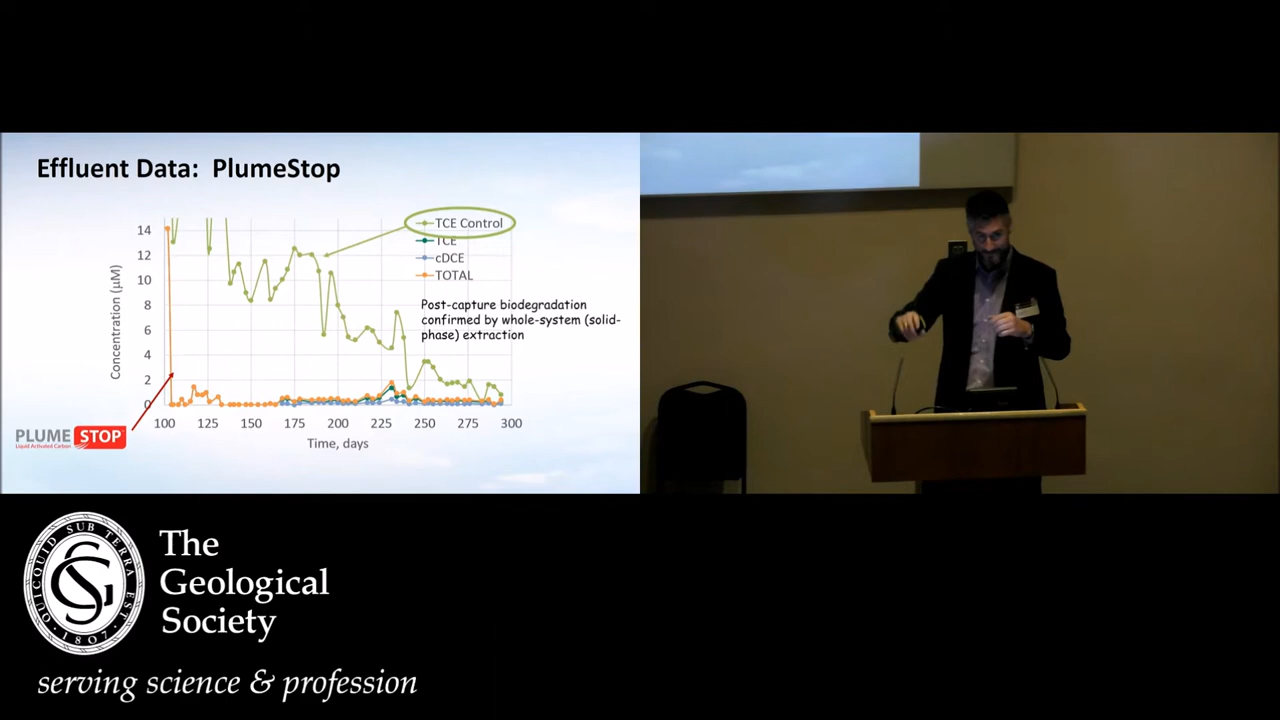 Effluent Data: PlumeStop
14
12
10
8
6
4
2
0
Concentration (µM)
100 125 150 175 200 225 250 275 300
Time, days
TCE Control
TCE
cDCE
TOTAL
Post-capture biodegradation
confirmed by whole-system (solid-
phase) extraction
PLUME STOP
Liquid Activated Carbon
QUICQUID SUB TERRA EST
1807
The
Geological
Society
serving science & profession